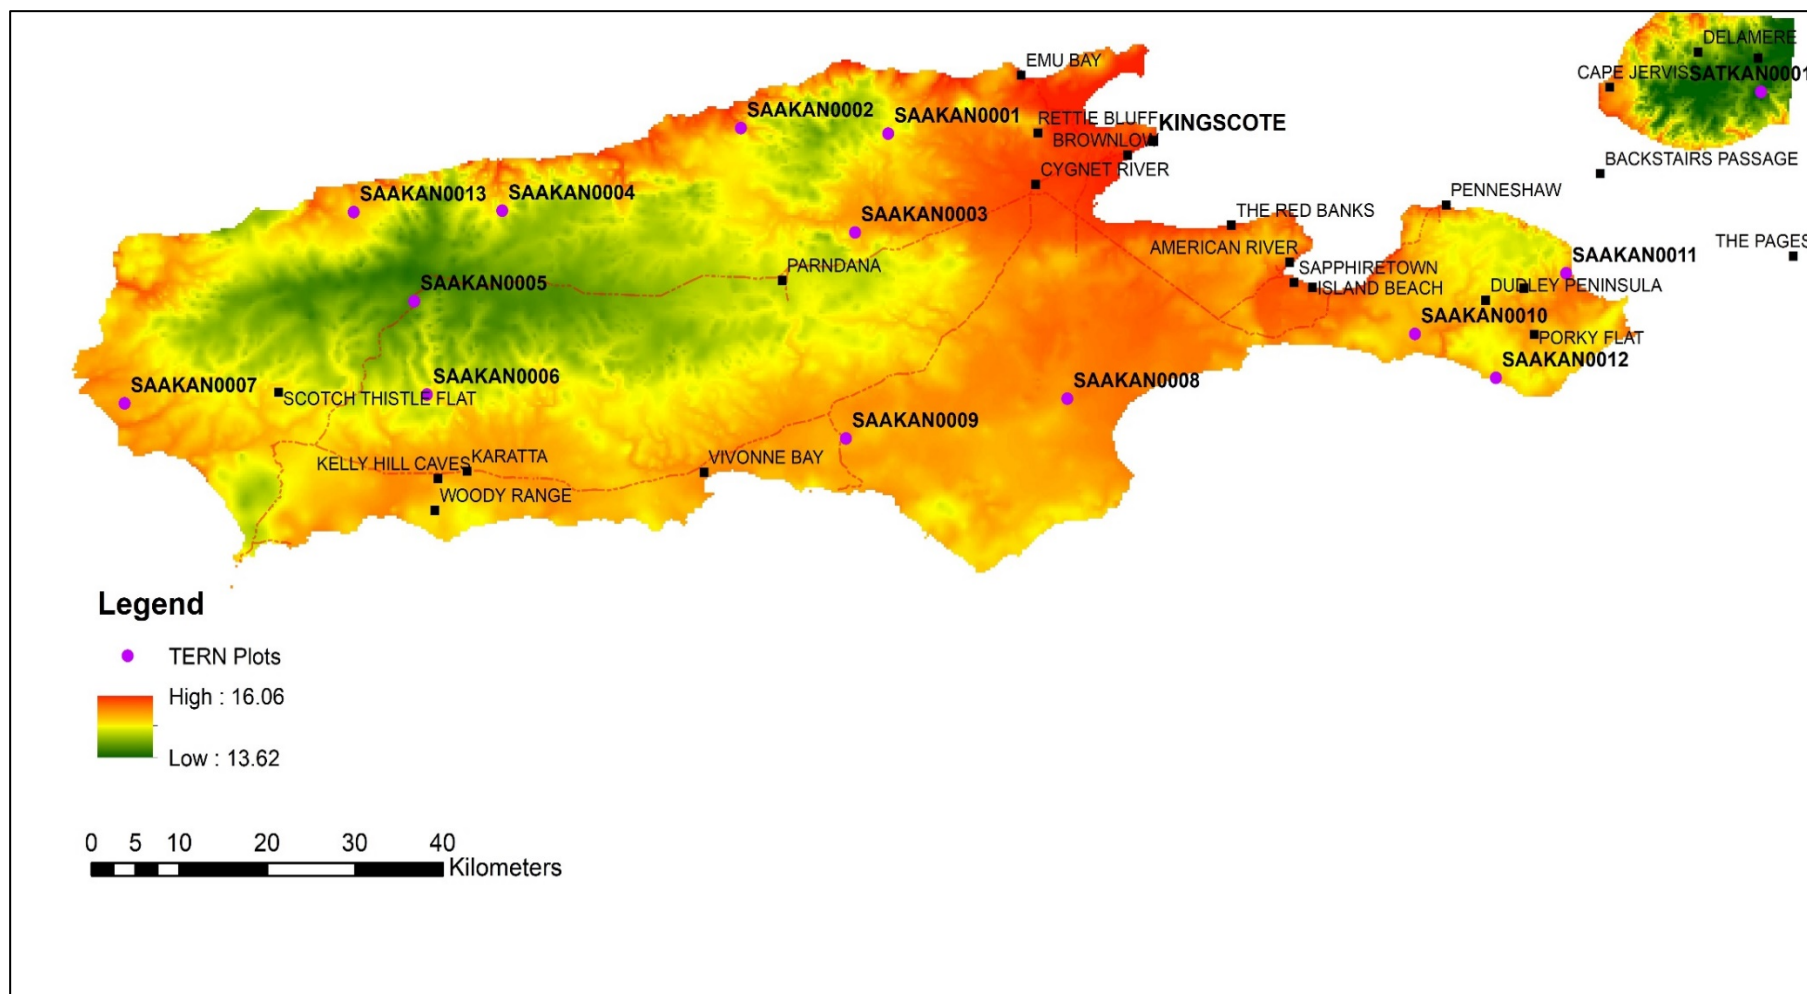 DELAMERE
EMU BAY
CAPE JERVIS
SATKAN0001
SAAKAN0002
SAAKAN0001
RETTIE BLUFF
KINGSCOTE
BROWNLOW
CYGNET RIVER
BACKSTAIRS PASSAGE
SAAKAN0013
SAAKAN0004
PENNESHAW
SAAKAN0003
THE RED BANKS
AMERICAN RIVER
THE PAGES
SAAKAN0011
PARNDANA
SAPPHIRETOWN
SAAKAN0005
ISLAND BEACH
DUDLEY PENINSULA
SAAKAN0010
PORKY FLAT
SAAKAN0012
SAAKAN0007
SAAKAN0006
SAAKAN0008
SCOTCH THISTLE FLAT
SAAKAN0009
KELLY HILL CAVES
KARATTA
VIVONNE BAY
WOODY RANGE
Legend
TERN Plots
High : 16.06
Low : 13.62
0 5 10 20 30 40
Kilometers